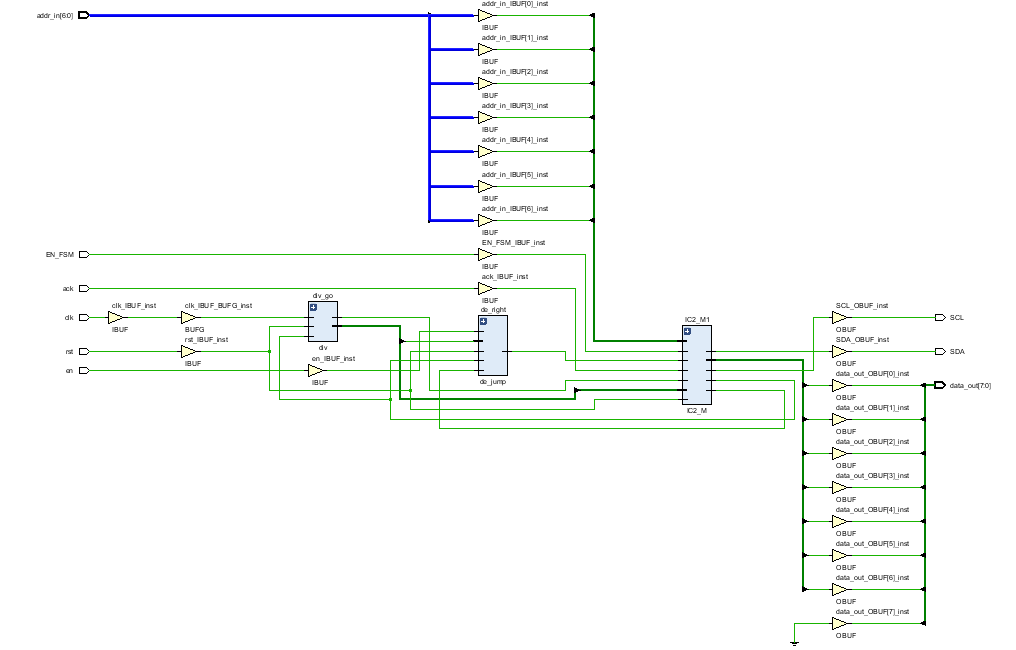 addr_in_IBUF[0]_inst
addr_in[6:0]
IBUF
addr_in_IBUF[1]_inst
IBUF
addr_in_IBUF[2]_inst
IBUF
addr_in_IBUF[3]_inst
IBUF
addr_in_IBUF[4]_inst
IBUF
addr_in_IBUF[5]_inst
IBUF
addr_in_IBUF[6]_inst
IBUF
EN_FSM_IBUF_inst
EN_FSM
IBUF
ack_IBUF_inst
ack
IBUF
clk_IBUF_inst
clk_IBUF_BUFG_inst
clk
IBUF
BUFG
rst_IBUF_inst
rst
IBUF
en_IBUF_inst
en
IBUF
div_go
div
de_right
de_jump
IC2_M1
IC2_M
SCL_OBUF_inst
SCL
OBUF
SDA_OBUF_inst
SDA
OBUF
data_out_OBUF[0]_inst
data_out[7:0]
OBUF
data_out_OBUF[1]_inst
OBUF
data_out_OBUF[2]_inst
OBUF
data_out_OBUF[3]_inst
OBUF
data_out_OBUF[4]_inst
OBUF
data_out_OBUF[5]_inst
OBUF
data_out_OBUF[6]_inst
OBUF
data_out_OBUF[7]_inst
OBUF